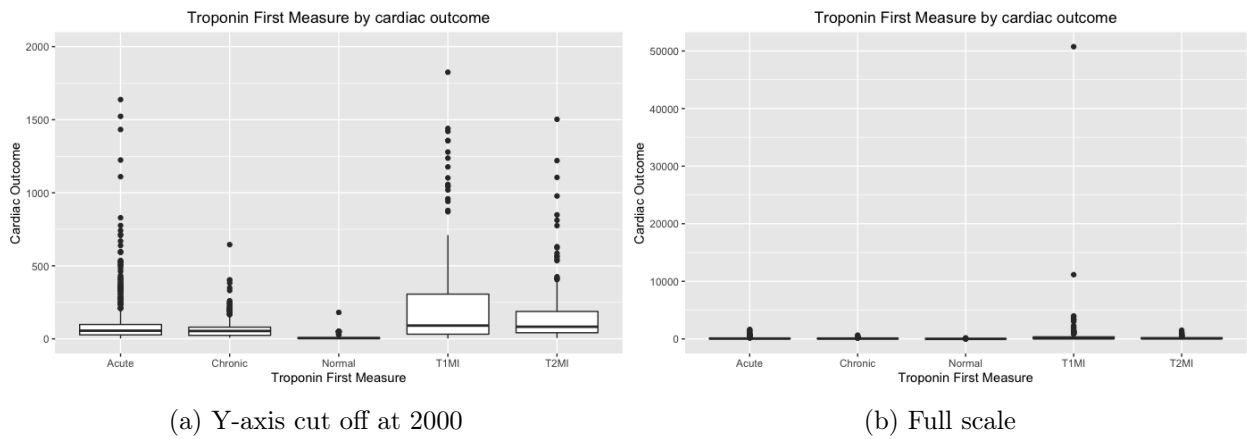 Troponin First Measure by cardiac outcome
2000
1500
1000
500
0
Cardiac Outcome
Acute
Chronic
Normal
T1MI
T2MI
Troponin First Measure
(a) Y-axis cut off at 2000
Troponin First Measure by cardiac outcome
50000
40000
30000
20000
10000
0
Cardiac Outcome
Acute
Chronic
Normal
T1MI
T2MI
Troponin First Measure
(b) Full scale